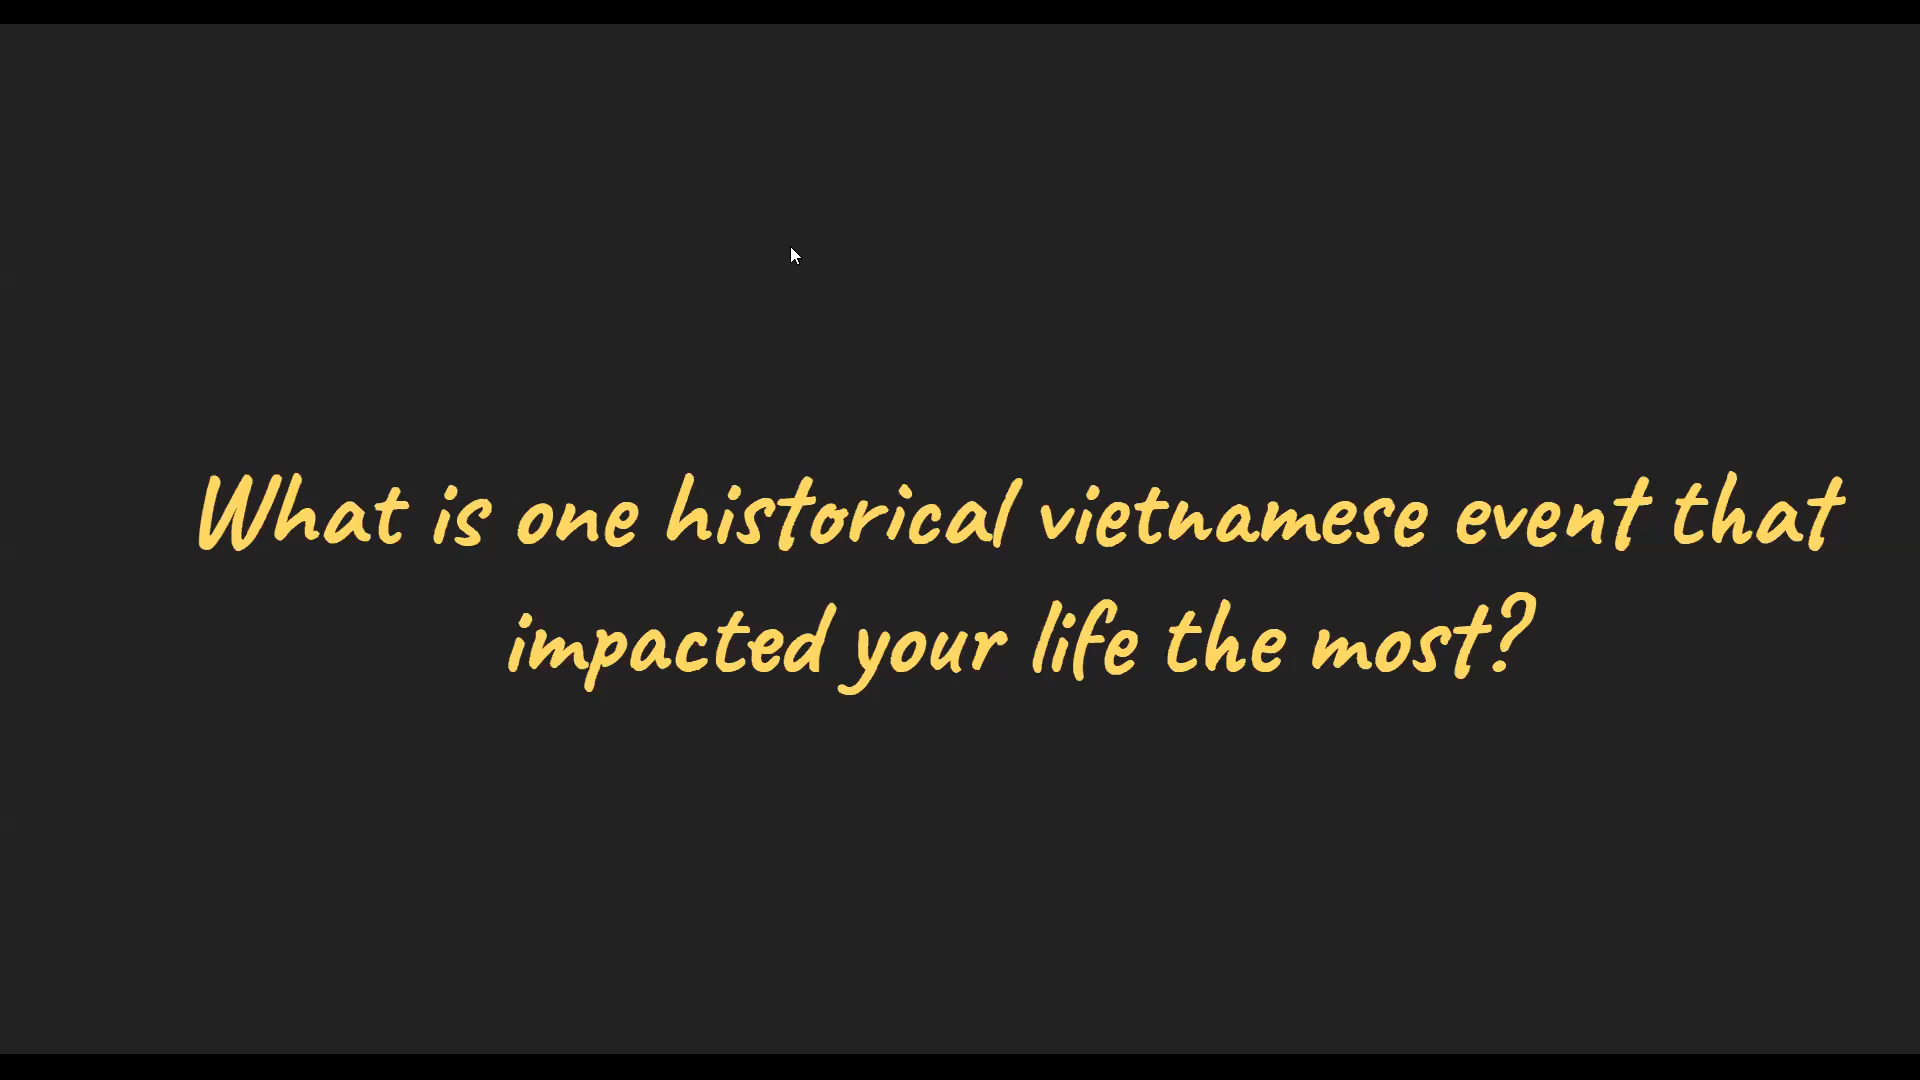 What is one historical vietnamese event that
impacted your life the most?